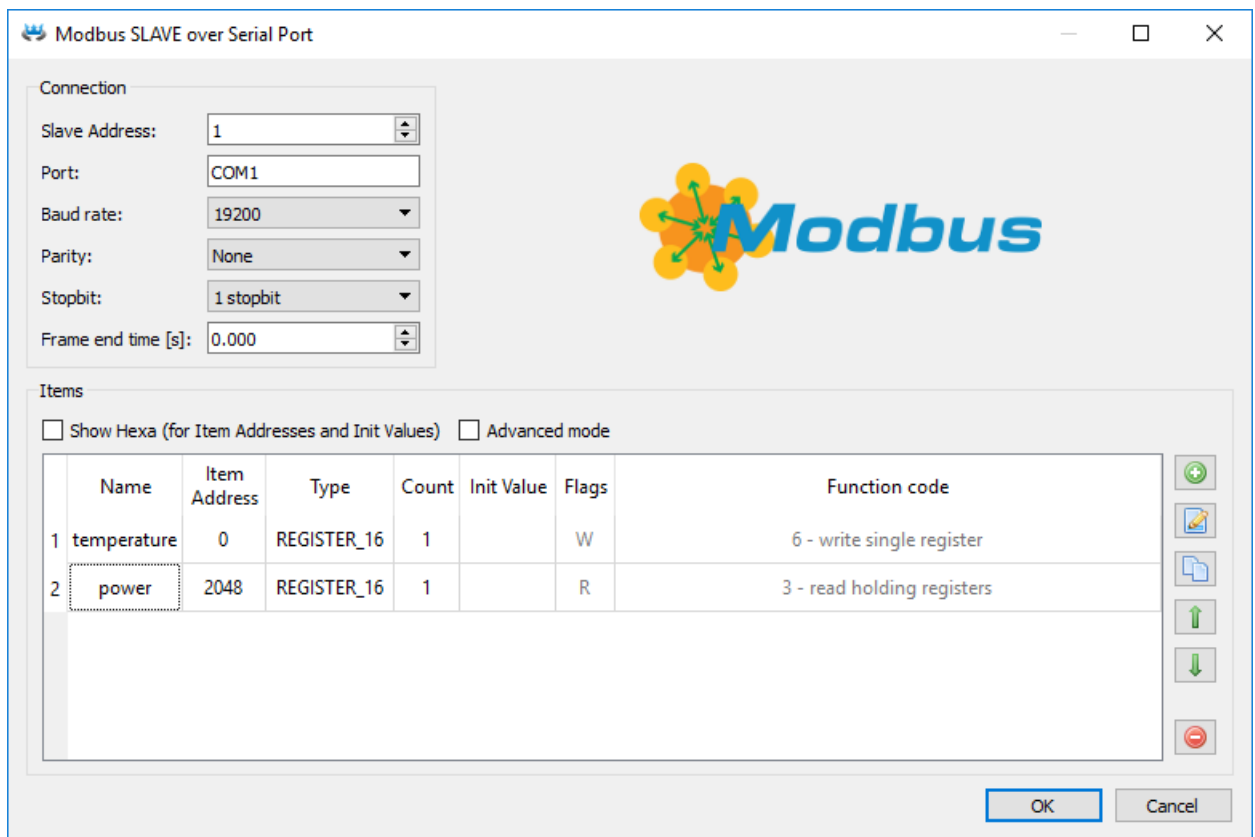 Modbus SLAVE over Serial Port
Connection
Slave Address: 1
Port: COM1
Baud rate: 19200
Parity: None
Stopbit: 1 stopbit
Frame end time [s]: 0.000
Modbus
Items
Show Hexa (for Item Addresses and Init Values) Advanced mode
Name Item Address Type Count Init Value Flags Function code
1 temperature 0 REGISTER_16 1 W 6 - write single register
2 power 2048 REGISTER_16 1 R 3 - read holding registers
OK Cancel